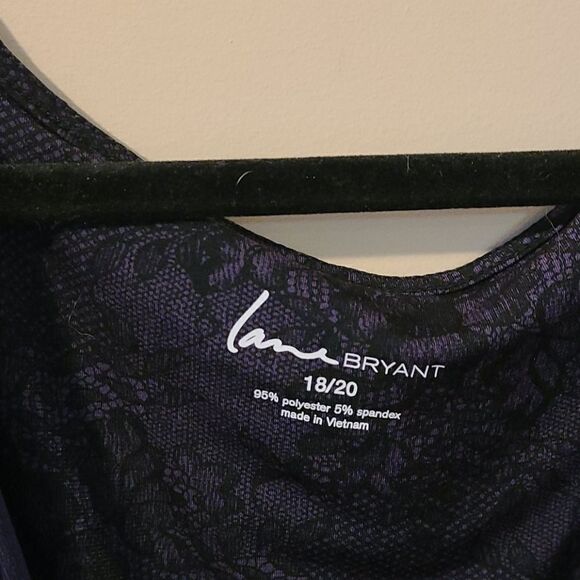 lane BRYANT
18/20
95% polyester 5% spandex
made in Vietnam